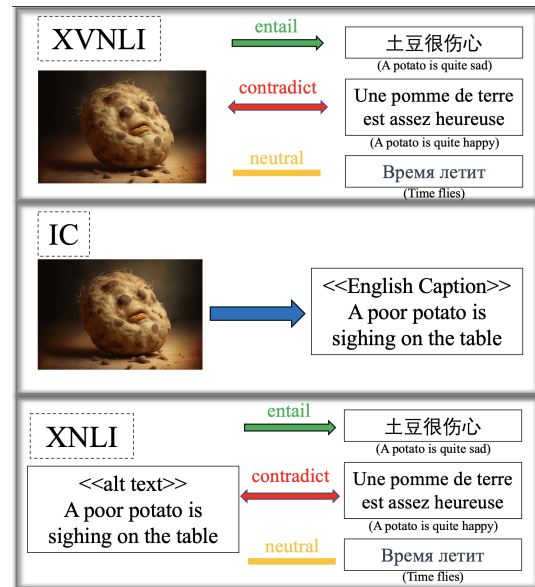 XVNLI
entail
土豆很伤心
(A potato is quite sad)
contradict
Une pomme de terre
est assez heureuse
(A potato is quite happy)
neutral
Время летит
(Time flies)
IC
<<English Caption>>
A poor potato is
sighing on the table
XNLI
entail
土豆很伤心
(A potato is quite sad)
<<alt text>>
A poor potato is
sighing on the table
contradict
Une pomme de terre
est assez heureuse
(A potato is quite happy)
neutral
Время летит
(Time flies)